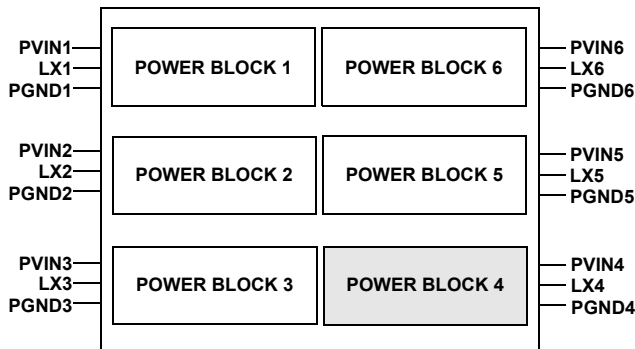 PVIN1
LX1
PGND1
POWER BLOCK 1
POWER BLOCK 6
PVIN6
LX6
PGND6
PVIN2
LX2
PGND2
POWER BLOCK 2
POWER BLOCK 5
PVIN5
LX5
PGND5
PVIN3
LX3
PGND3
POWER BLOCK 3
POWER BLOCK 4
PVIN4
LX4
PGND4